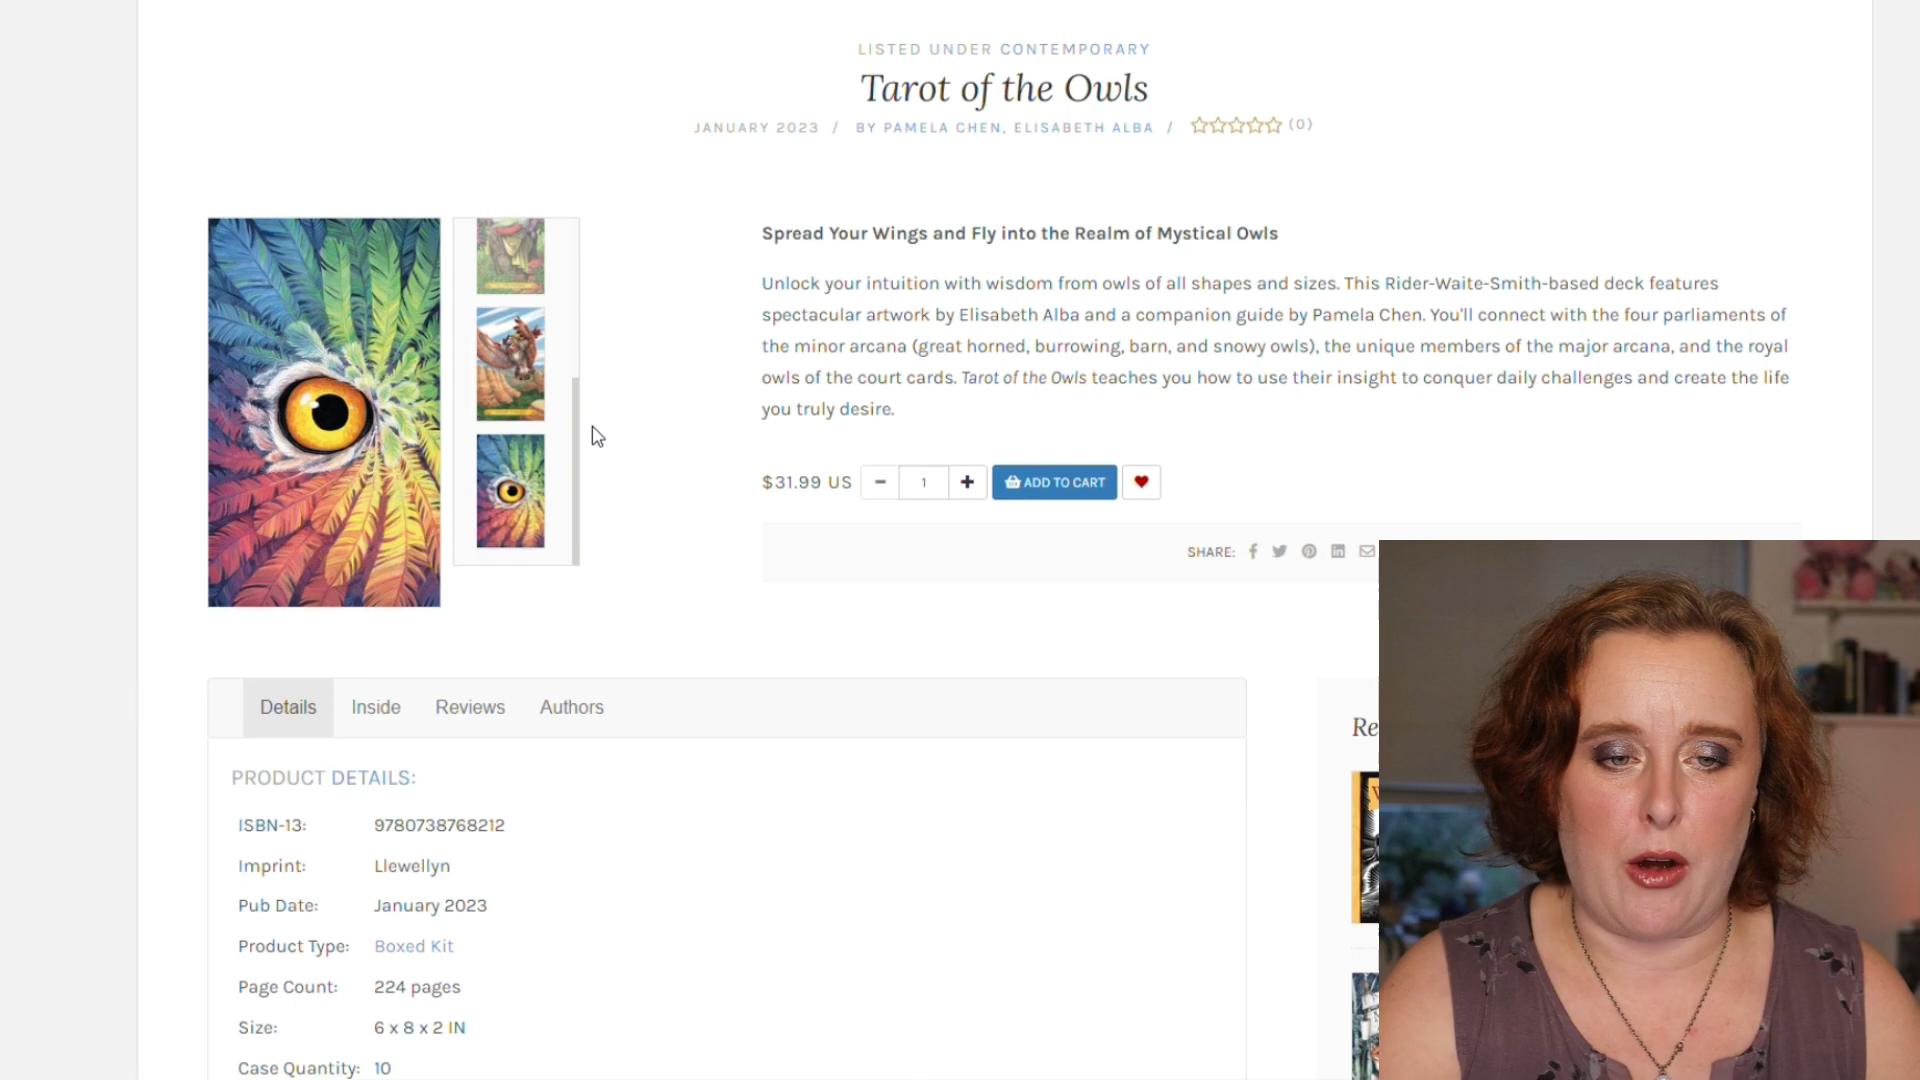 LISTED UNDER CONTEMPORARY
Tarot of the Owls
JANUARY 2023 / BY PAMELA CHEN, ELISABETH ALBA / (0)
Spread Your Wings and Fly into the Realm of Mystical Owls
Unlock your intuition with wisdom from owls of all shapes and sizes. This Rider-Waite-Smith-based deck features
spectacular artwork by Elisabeth Alba and a companion guide by Pamela Chen. You'll connect with the four parliaments of
the minor arcana (great horned, burrowing, barn, and snowy owls), the unique members of the major arcana, and the royal
owls of the court cards. Tarot of the Owls teaches you how to use their insight to conquer daily challenges and create the life
you truly desire.
$31.99 US - 1 + ADD TO CART
SHARE:
Details Inside Reviews Authors
Re
PRODUCT DETAILS:
ISBN-13: 9780738768212
Imprint: Llewellyn
Pub Date: January 2023
Product Type: Boxed Kit
Page Count: 224 pages
Size: 6 x 8 x 2 IN
Case Quantity: 10